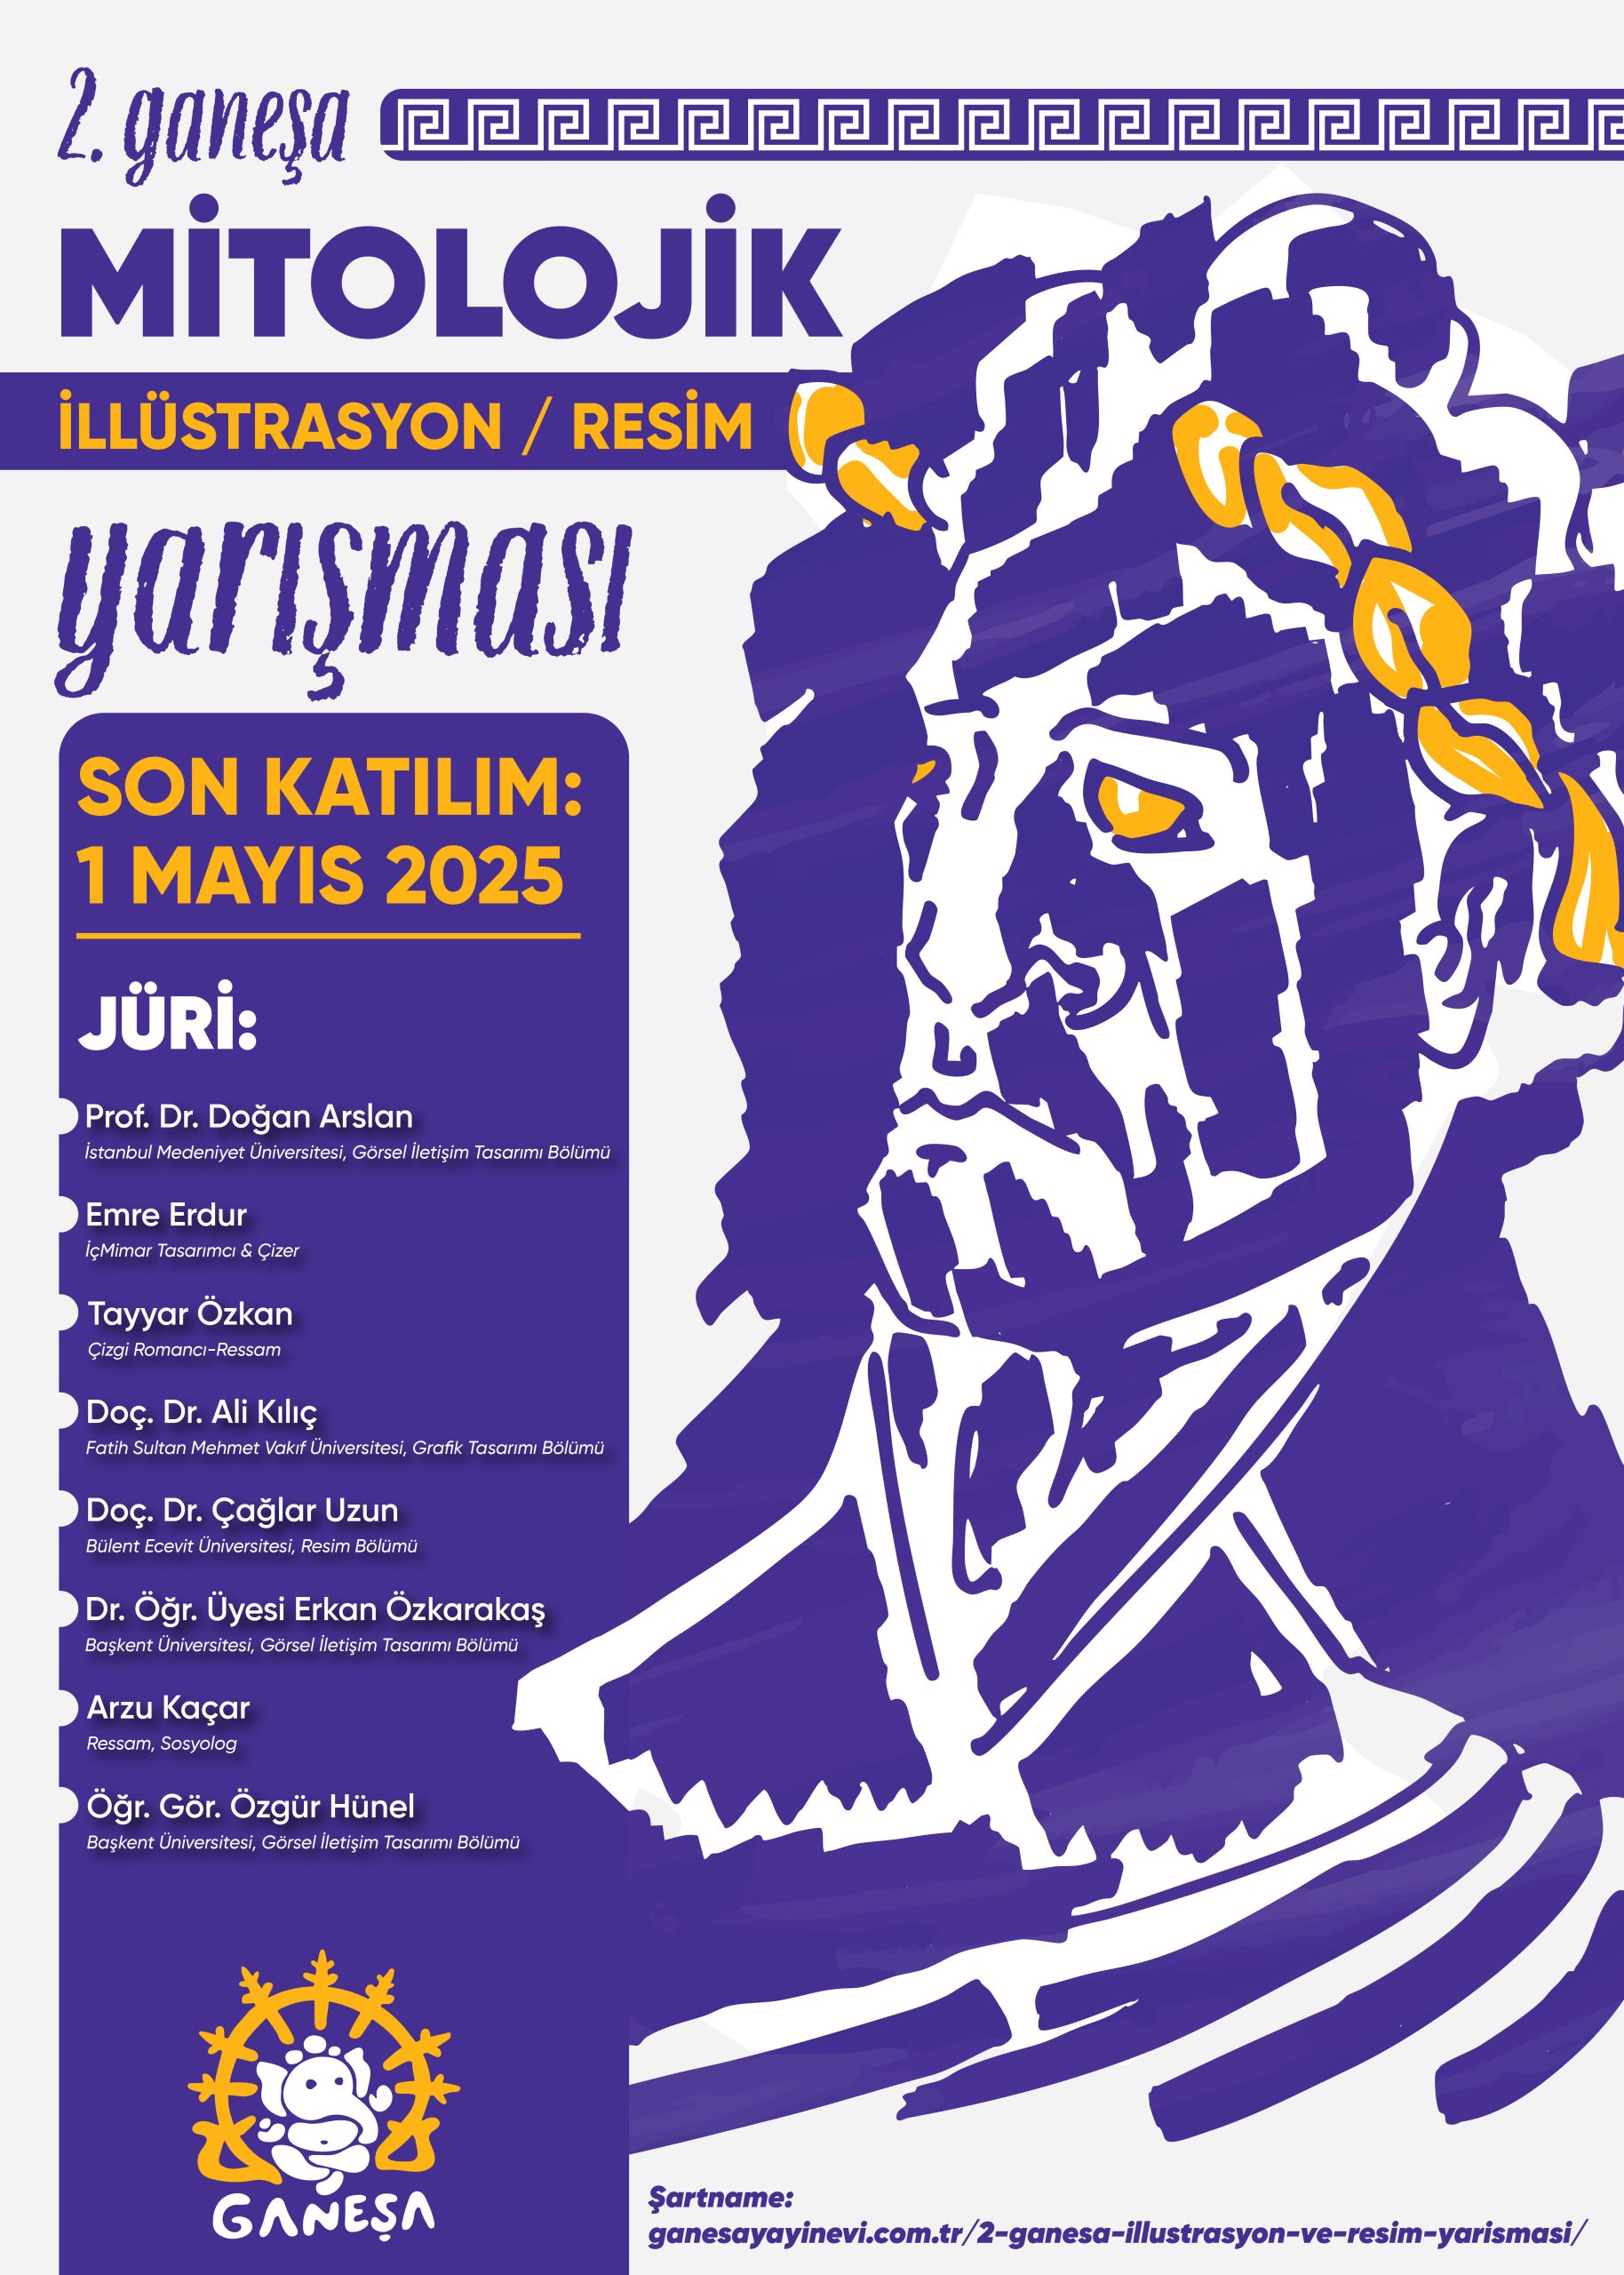 2. ganeşa
MİTOLOJİK
İLLÜSTRASYON / RESİM
yarışması
SON KATILIM:
1 MAYIS 2025
JÜRİ:
Prof. Dr. Doğan Arslan
İstanbul Medeniyet Üniversitesi, Görsel İletişim Tasarımı Bölümü
Emre Erdur
İçMimar Tasarımcı & Çizer
Tayyar Özkan
Çizgi Romancı-Ressam
Doç. Dr. Ali Kılıç
Fatih Sultan Mehmet Vakıf Üniversitesi, Grafik Tasarımı Bölümü
Doç. Dr. Çağlar Uzun
Bülent Ecevit Üniversitesi, Resim Bölümü
Dr. Öğr. Üyesi Erkan Özkarakaş
Başkent Üniversitesi, Görsel İletişim Tasarımı Bölümü
Arzu Kaçar
Ressam, Sosyolog
Öğr. Gör. Özgür Hünel
Başkent Üniversitesi, Görsel İletişim Tasarımı Bölümü
GANEŞA
Şartname:
ganesayayinevi.com.tr/2-ganesa-illustrasyon-ve-resim-yarismasi/